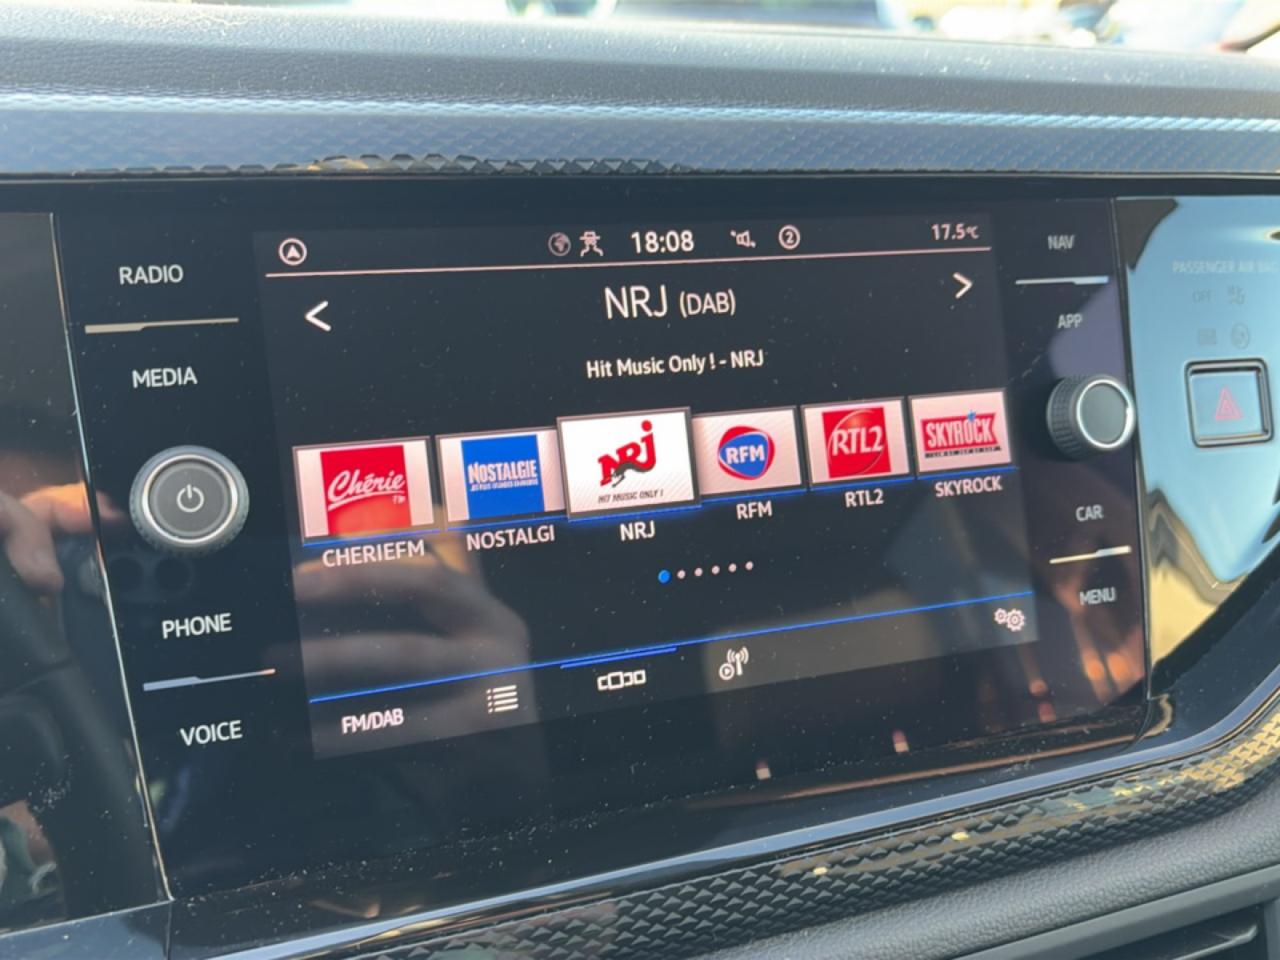 18:08
2
17.5°C
RADIO
NAV
PASSENGER AIR BAG
OFF
NRJ (DAB)
APP
MEDIA
Hit Music Only ! - NRJ
Chérie FM
NOSTALGIE
NRJ
HIT MUSIC ONLY !
RFM
RTL2
SKYROCK
CHERIEFM
NOSTALGI
NRJ
RFM
RTL2
SKYROCK
CAR
PHONE
MENU
FM/DAB
VOICE